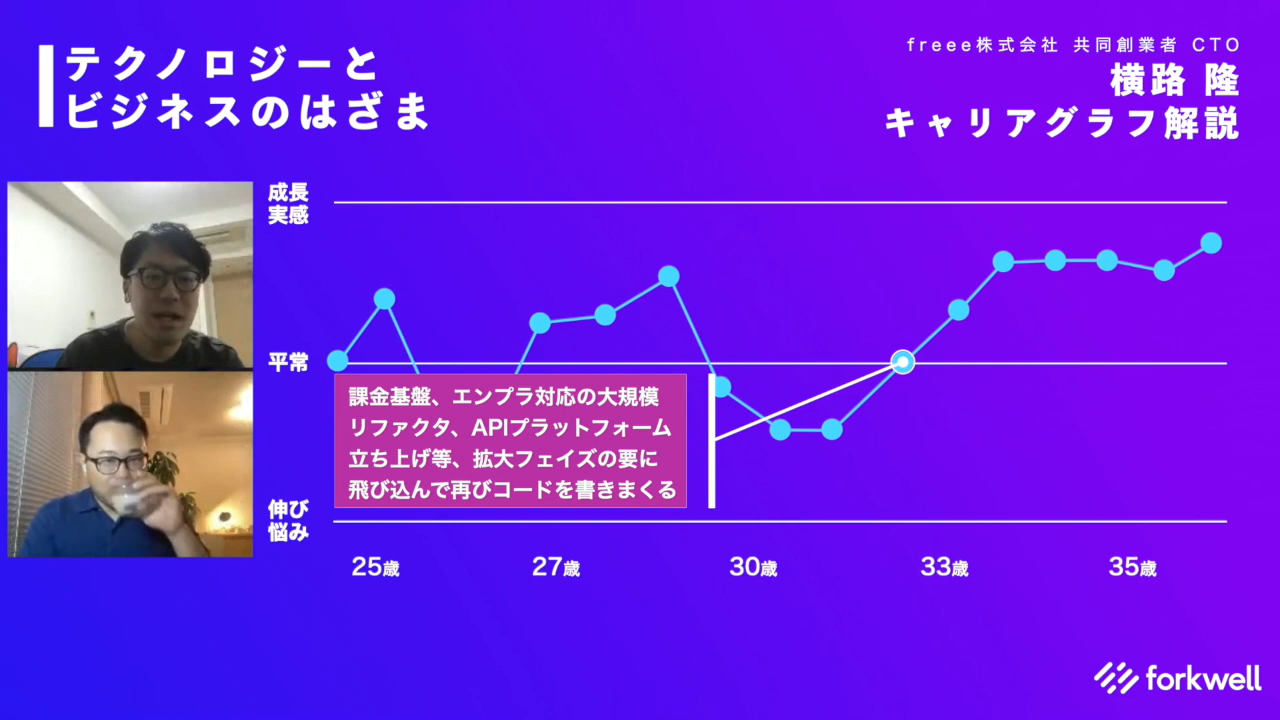 テクノロジーと
ビジネスのはざま
freee株式会社 共同創業者 CTO
横路 隆
キャリアグラフ解説
成長
実感
平常
課金基盤、エンプラ対応の大規模
リファクタ、APIプラットフォーム
立ち上げ等、拡大フェイズの要に
飛び込んで再びコードを書きまくる
伸び
悩み
25歳 27歳 30歳 33歳 35歳
forkwell